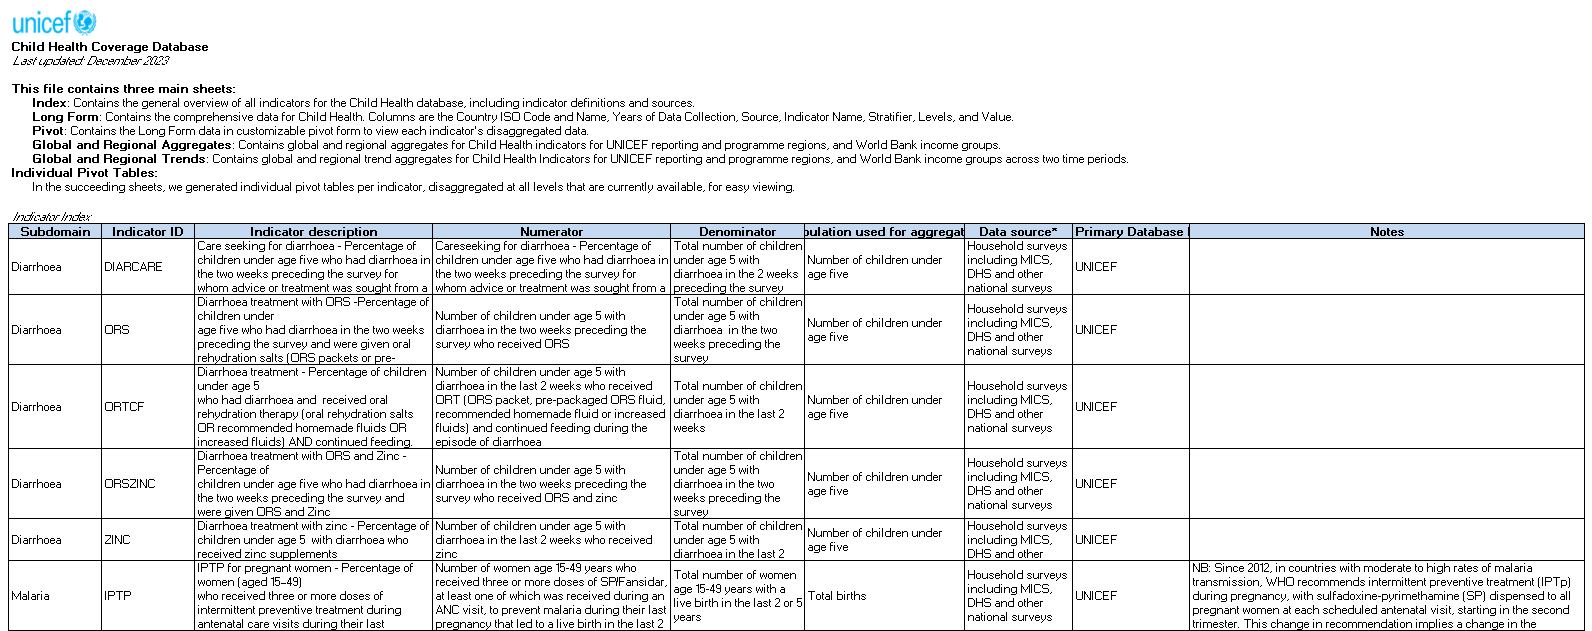 unicef
Child Health Coverage Database
Last updated: December 2023
This file contains three main sheets:
Index: Contains the general overview of all indicators for the Child Health database, including indicator definitions and sources.
Long Form: Contains the comprehensive data for Child Health. Columns are the Country ISO Code and Name, Years of Data Collection, Source, Indicator Name, Stratifier, Levels, and Value.
Pivot: Contains the Long Form data in customizable pivot form to view each indicator's disaggregated data.
Global and Regional Aggregates: Contains global and regional aggregates for Child Health indicators for UNICEF reporting and programme regions, and World Bank income groups.
Global and Regional Trends: Contains global and regional trend aggregates for Child Health Indicators for UNICEF reporting and programme regions, and World Bank income groups across two time periods.
Individual Pivot Tables:
In the succeeding sheets, we generated individual pivot tables per indicator, disaggregated at all levels that are currently available, for easy viewing.
Indicator Index
Subdomain Indicator ID Indicator description Numerator Denominator pulation used for aggregat Data source* Primary Database Notes
Diarrhoea
DIARCARE
Care seeking for diarrhoea - Percentage of
children under age five who had diarrhoea in
the two weeks preceding the survey for
whom advice or treatment was sought from a
Careseeking for diarrhoea - Percentage of
children under age five who had diarrhoea in
the two weeks preceding the survey for
whom advice or treatment was sought from a
Total number of children
under age 5 with
diarrhoea in the 2 weeks
preceding the survey
Number of children under
age five
Household surveys
including MICS,
DHS and other
national surveys
UNICEF
Diarrhoea
ORS
Diarrhoea treatment with ORS -Percentage of
children under
age five who had diarrhoea in the two weeks
preceding the survey and were given oral
rehydration salts (ORS packets or pre-
Number of children under age 5 with
diarrhoea in the two weeks preceding the
survey who received ORS
Total number of children
under age 5 with
diarrhoea in the two
weeks preceding the
survey
Number of children under
age five
Household surveys
including MICS,
DHS and other
national surveys
UNICEF
Diarrhoea
ORTCF
Diarrhoea treatment - Percentage of children
under age 5
who had diarrhoea and received oral
rehydration therapy (oral rehydration salts
OR recommended homemade fluids OR
increased fluids) AND continued feeding.
Number of children under age 5 with
diarrhoea in the last 2 weeks who received
ORT (ORS packet, pre-packaged ORS fluid,
recommended homemade fluid or increased
fluids) and continued feeding during the
episode of diarrhoea
Total number of children
under age 5 with
diarrhoea in the last 2
weeks
Number of children under
age five
Household surveys
including MICS,
DHS and other
national surveys
UNICEF
Diarrhoea
ORSZINC
Diarrhoea treatment with ORS and Zinc -
Percentage of
children under age five who had diarrhoea in
the two weeks preceding the survey and
were given ORS and Zinc
Number of children under age 5 with
diarrhoea in the two weeks preceding the
survey who received ORS and zinc
Total number of children
under age 5 with
diarrhoea in the two
weeks preceding the
survey
Number of children under
age five
Household surveys
including MICS,
DHS and other
national surveys
UNICEF
Diarrhoea
ZINC
Diarrhoea treatment with zinc - Percentage of
children under age 5 with diarrhoea who
received zinc supplements
Number of children under age 5 with
diarrhoea in the last 2 weeks who received
zinc
Total number of children
under age 5 with
diarrhoea in the last 2
Number of children under
age five
Household surveys
including MICS,
DHS and other
UNICEF
Malaria
IPTP
IPTP for pregnant women - Percentage of
women (aged 15–49)
who received three or more doses of
intermittent preventive treatment during
antenatal care visits during their last
Number of women age 15-49 years who
received three or more doses of SP/Fansidar,
at least one of which was received during an
ANC visit, to prevent malaria during their last
pregnancy that led to a live birth in the last 2
Total number of women
age 15-49 years with a
live birth in the last 2 or 5
years
Total births
Household surveys
including MICS,
DHS and other
national surveys
UNICEF
NB: Since 2012, in countries with moderate to high rates of malaria
transmission, WHO recommends intermittent preventive treatment (IPTp)
during pregnancy, with sulfadoxine-pyrimethamine (SP) dispensed to all
pregnant women at each scheduled antenatal visit, starting in the second
trimester. This change in recommendation implies a change in the